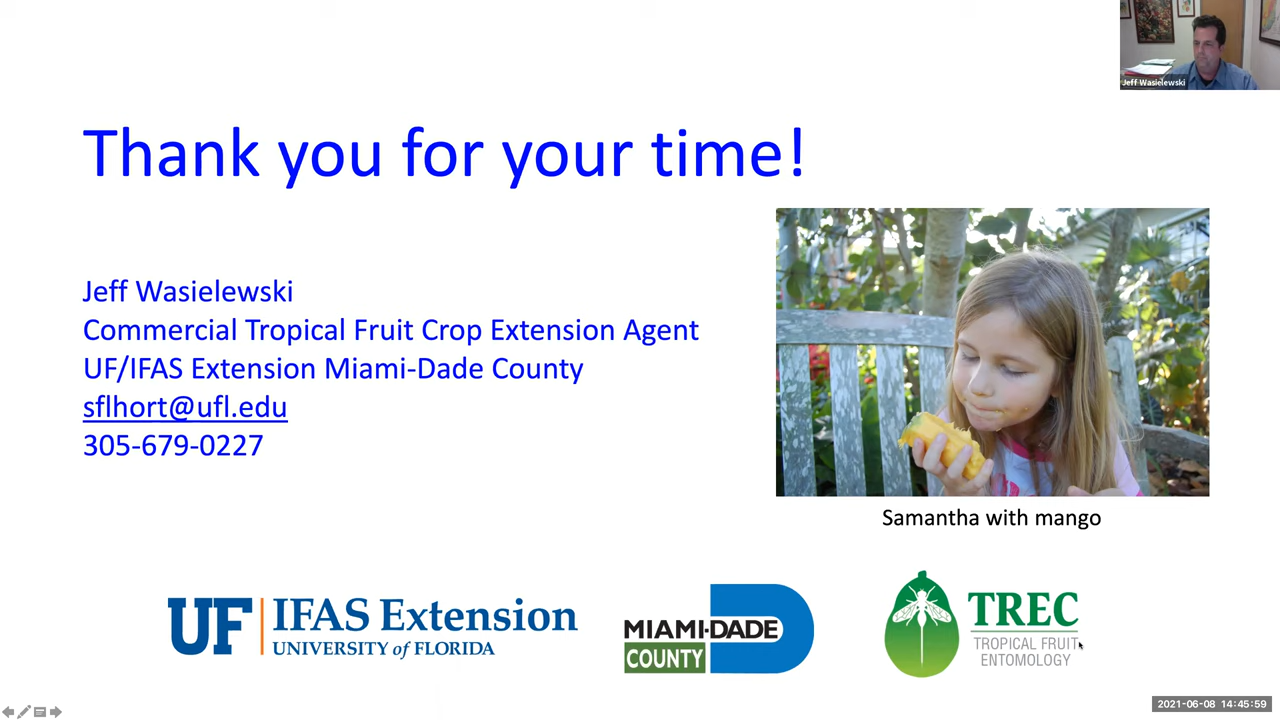 Jeff Wasielewski
Thank you for your time!
Jeff Wasielewski
Commercial Tropical Fruit Crop Extension Agent
UF/IFAS Extension Miami-Dade County
sflhort@ufl.edu
305-679-0227
Samantha with mango
UF IFAS Extension
UNIVERSITY of FLORIDA
MIAMI-DADE
COUNTY
TREC
TROPICAL FRUIT
ENTOMOLOGY
2021-06-08 14:45:59